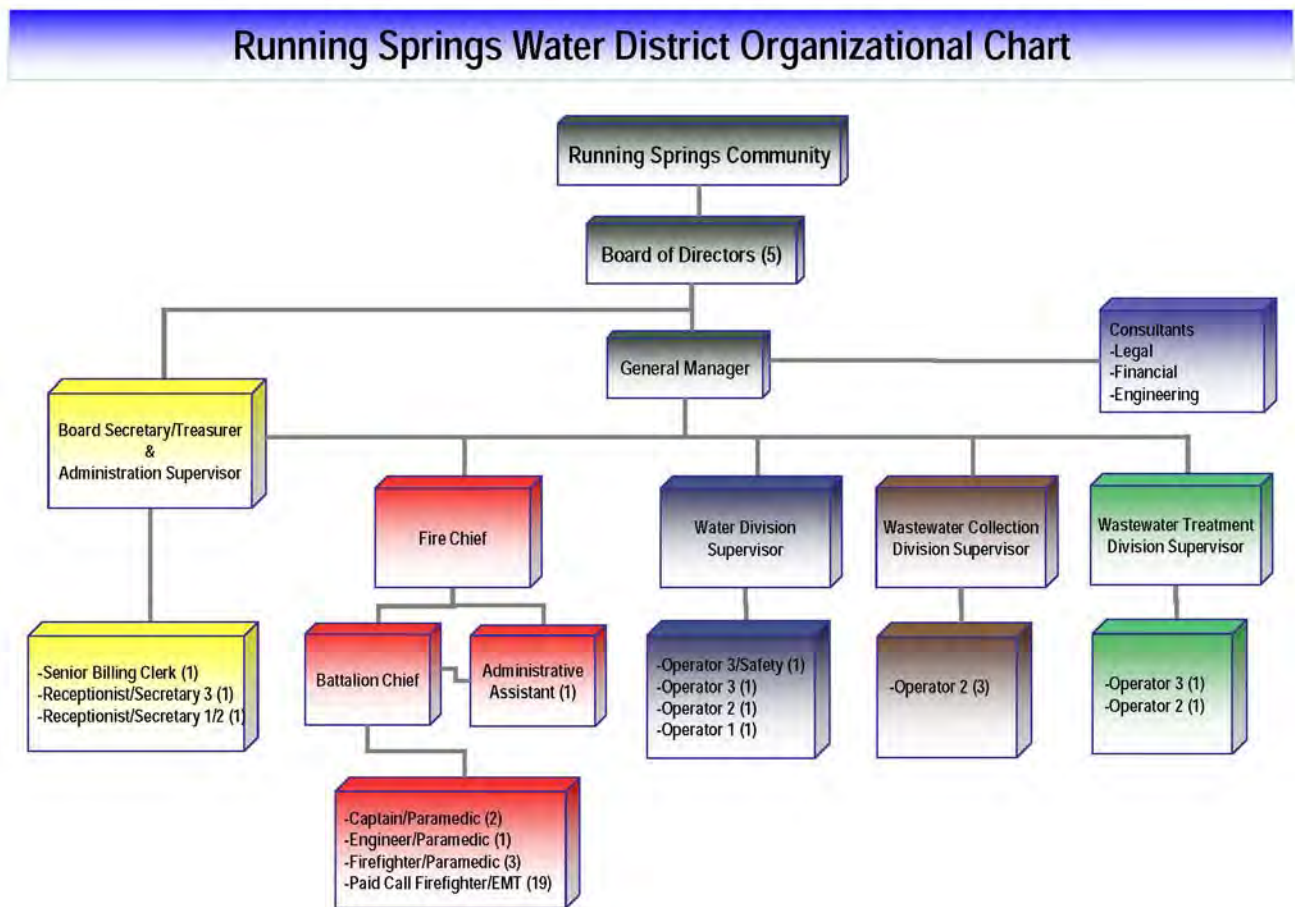 Running Springs Water District Organizational Chart
Running Springs Community
Board of Directors (5)
General Manager
Consultants
-Legal
-Financial
-Engineering
Board Secretary/Treasurer
&
Administration Supervisor
Fire Chief
Water Division
Supervisor
Wastewater Collection
Division Supervisor
Wastewater Treatment
Division Supervisor
-Senior Billing Clerk (1)
-Receptionist/Secretary 3 (1)
-Receptionist/Secretary 1/2 (1)
Battalion Chief
Administrative
Assistant (1)
-Operator 3/Safety (1)
-Operator 3 (1)
-Operator 2 (1)
-Operator 1 (1)
-Operator 2 (3)
-Operator 3 (1)
-Operator 2 (1)
-Captain/Paramedic (2)
-Engineer/Paramedic (1)
-Firefighter/Paramedic (3)
-Paid Call Firefighter/EMT (19)